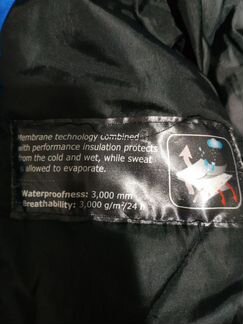 Membrane technology combined
with performance insulation protects
from the cold and wet, while sweat
is allowed to evaporate.
Waterproofness: 3,000 mm
Breathability: 3,000 g/m²/24 h